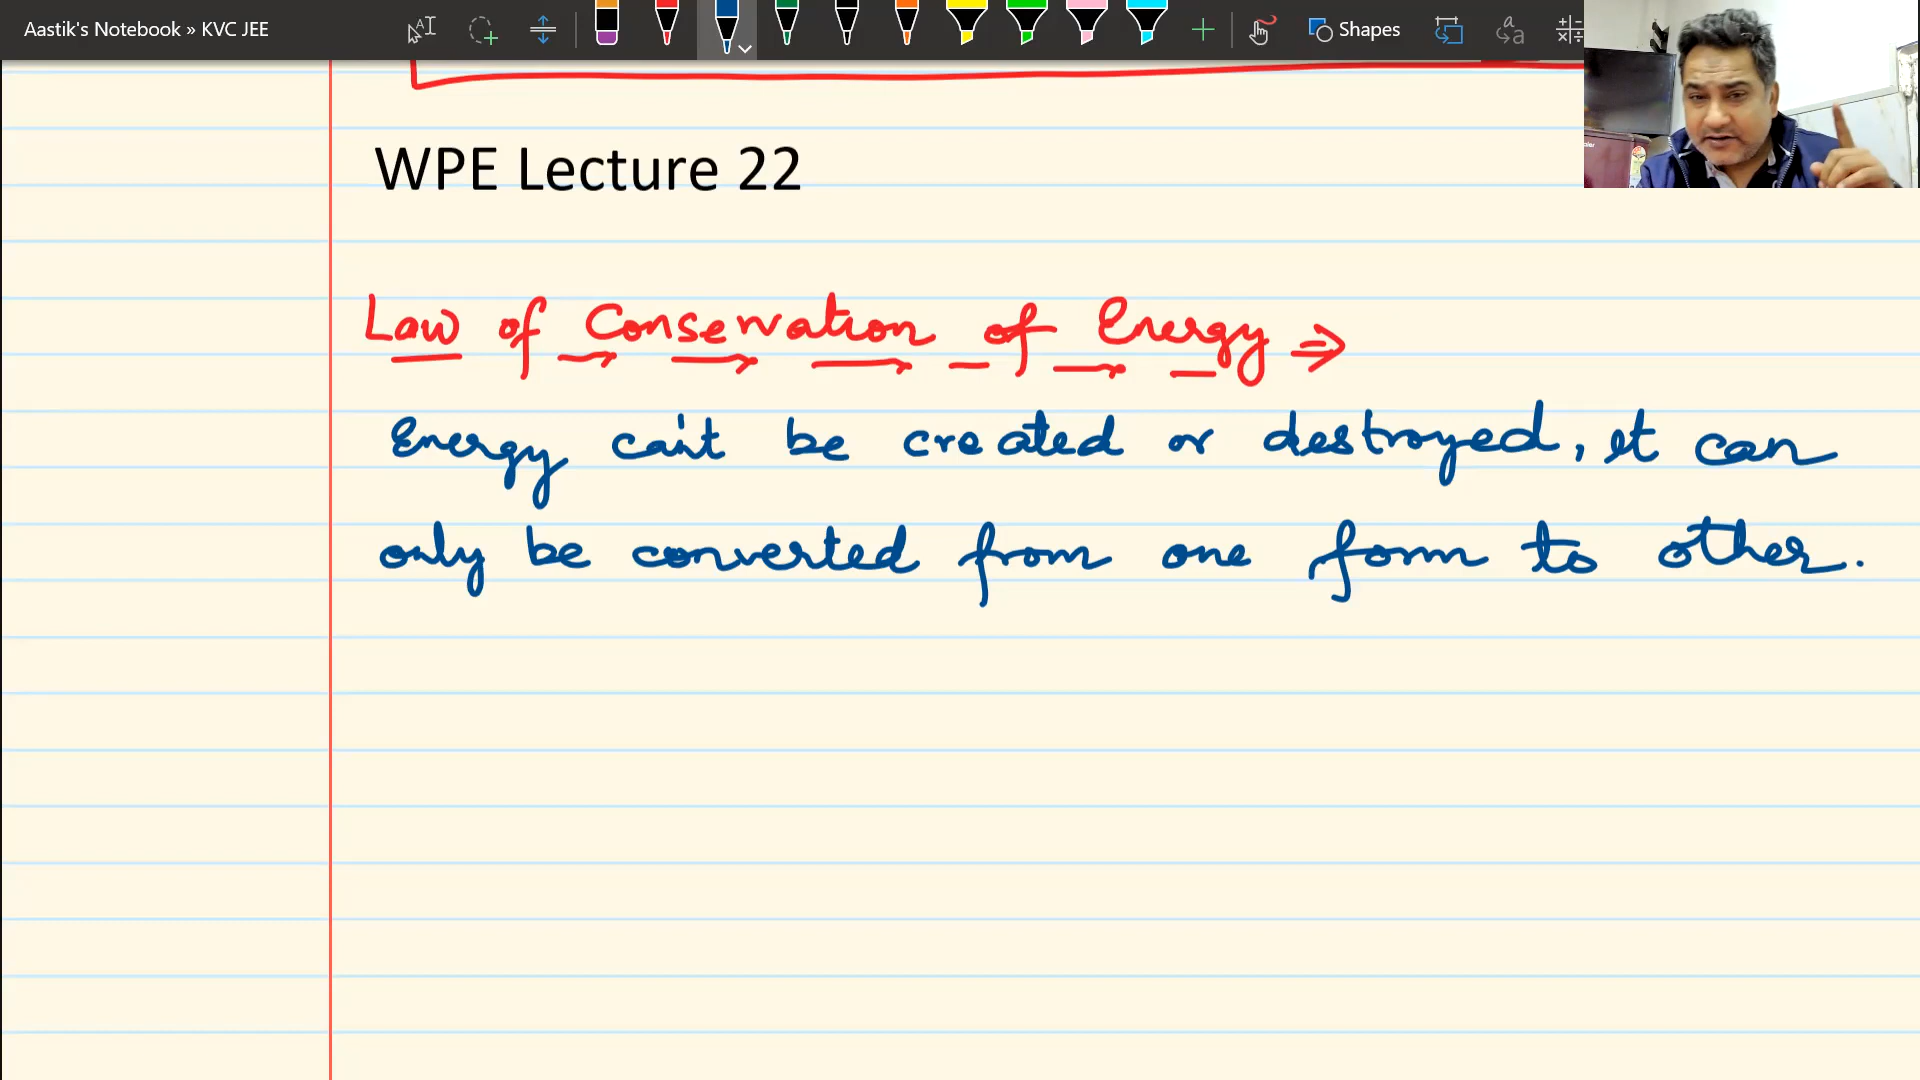 Aastik's Notebook » KVC JEE
Shapes
WPE Lecture 22
Law of Conservation of Energy ⇒
Energy can't be created or destroyed, it can
only be converted from one form to other.